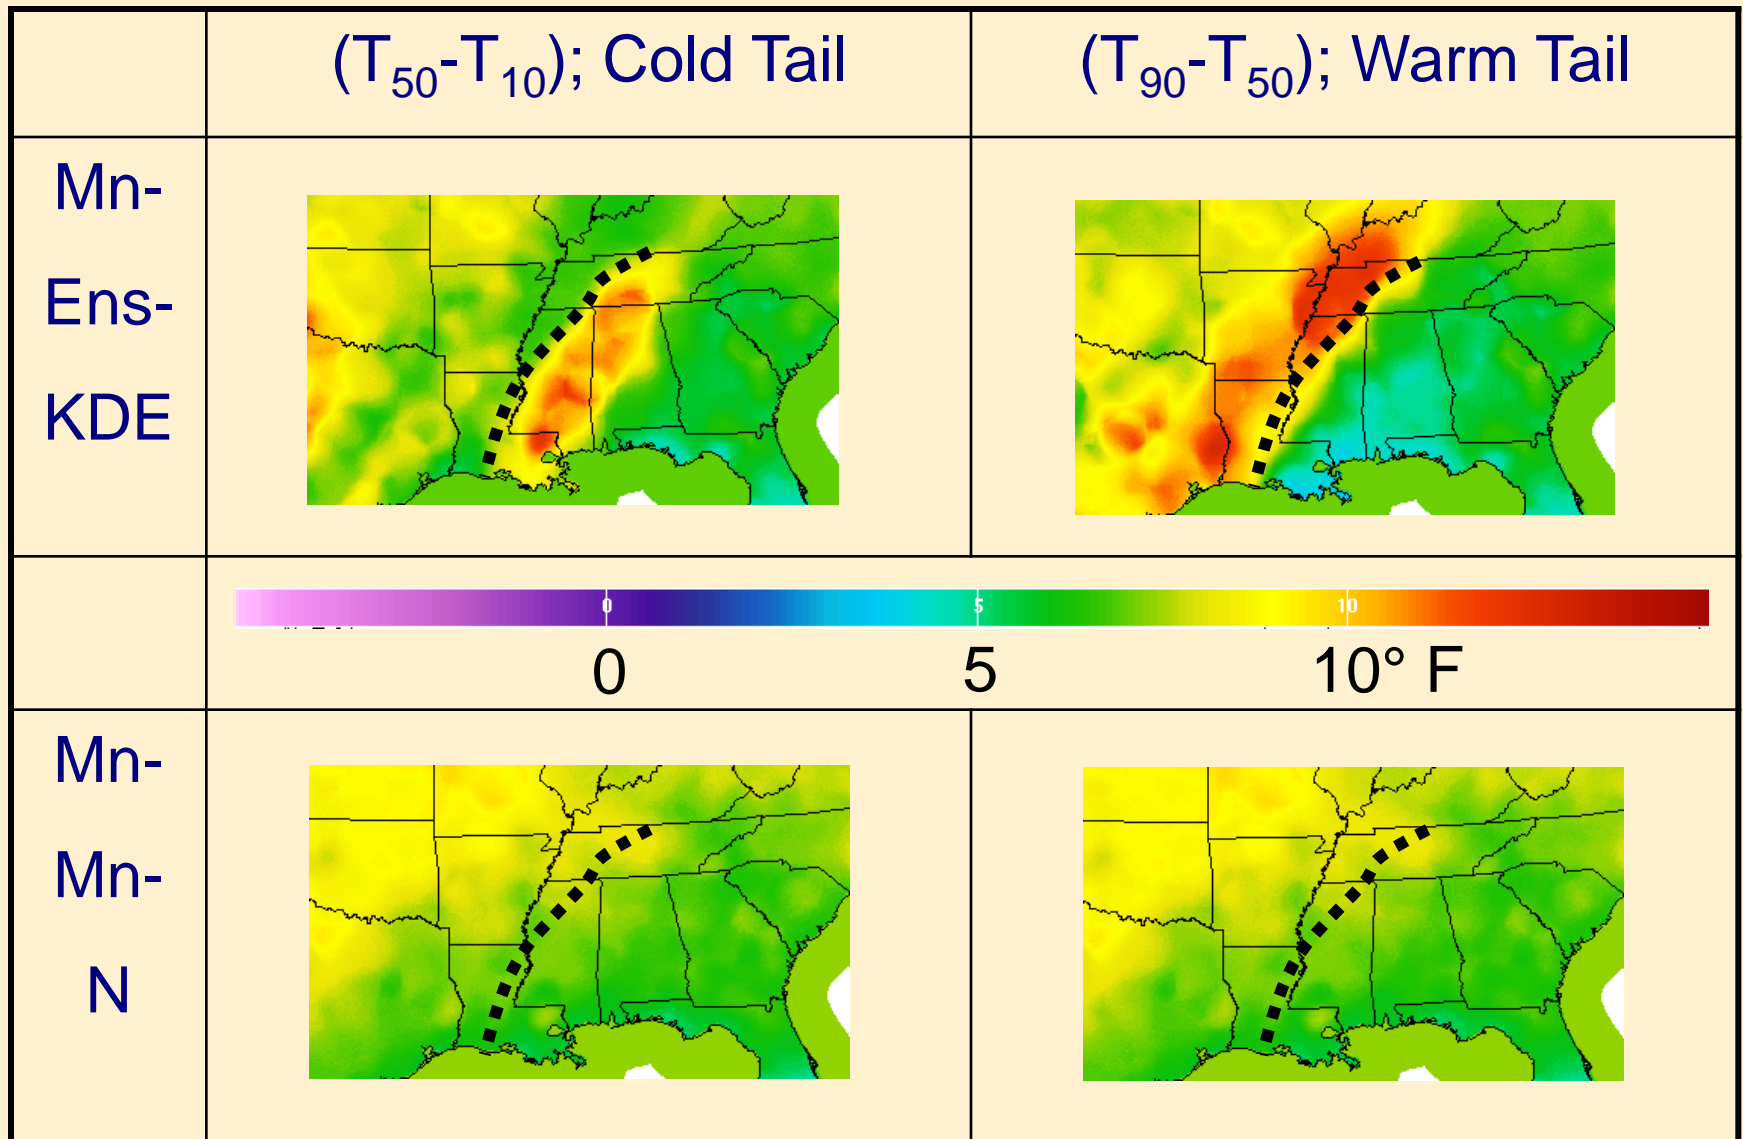 (T50-T10); Cold Tail
(T90-T50); Warm Tail
Mn-
Ens-
KDE
0 5 10
0 5 10° F
Mn-
Mn-
N